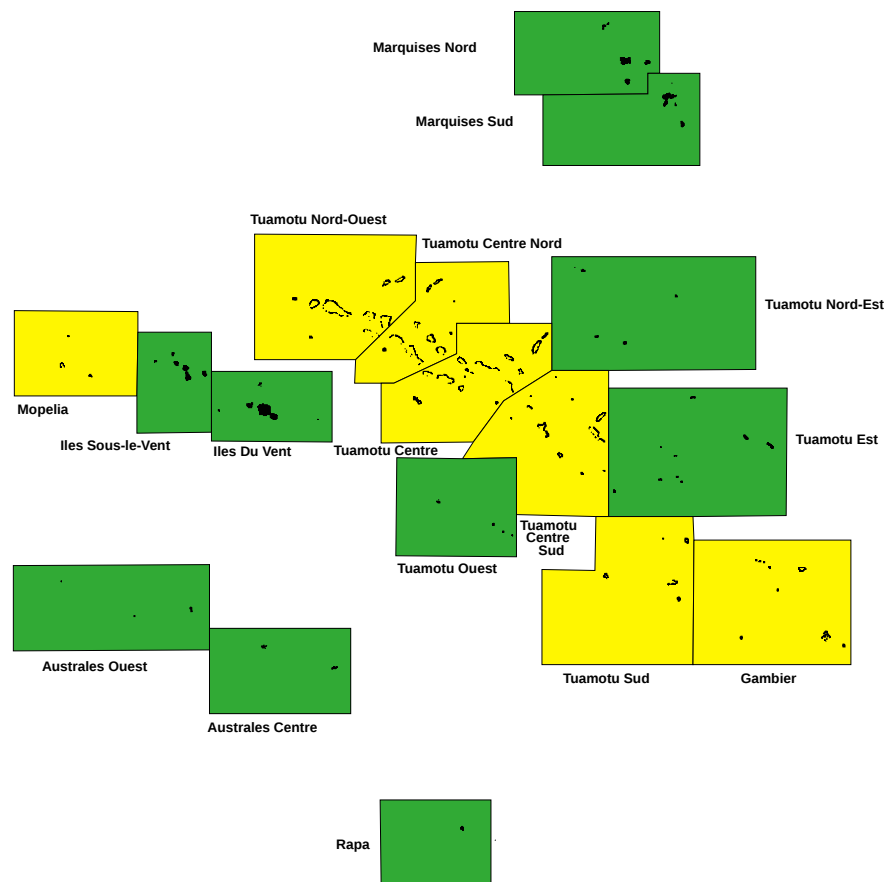 Marquises Nord
Marquises Sud
Tuamotu Nord-Ouest
Tuamotu Centre Nord
Tuamotu Nord-Est
Mopelia
Iles Sous-le-Vent
Iles Du Vent
Tuamotu Centre
Tuamotu Est
Tuamotu
Centre
Sud
Tuamotu Ouest
Australes Ouest
Tuamotu Sud
Gambier
Australes Centre
Rapa